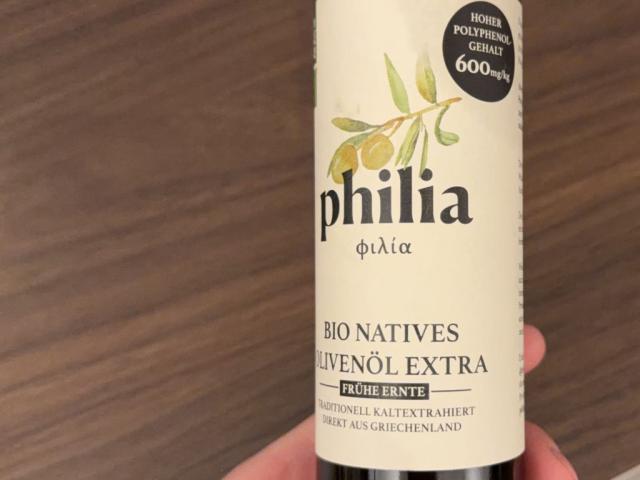 HOHER
POLYPHENOL-
GEHALT
600mg/kg
philia
φιλία
BIO NATIVES
OLIVENÖL EXTRA
FRÜHE ERNTE
TRADITIONELL KALTEXTRAHIERT
DIREKT AUS GRIECHENLAND